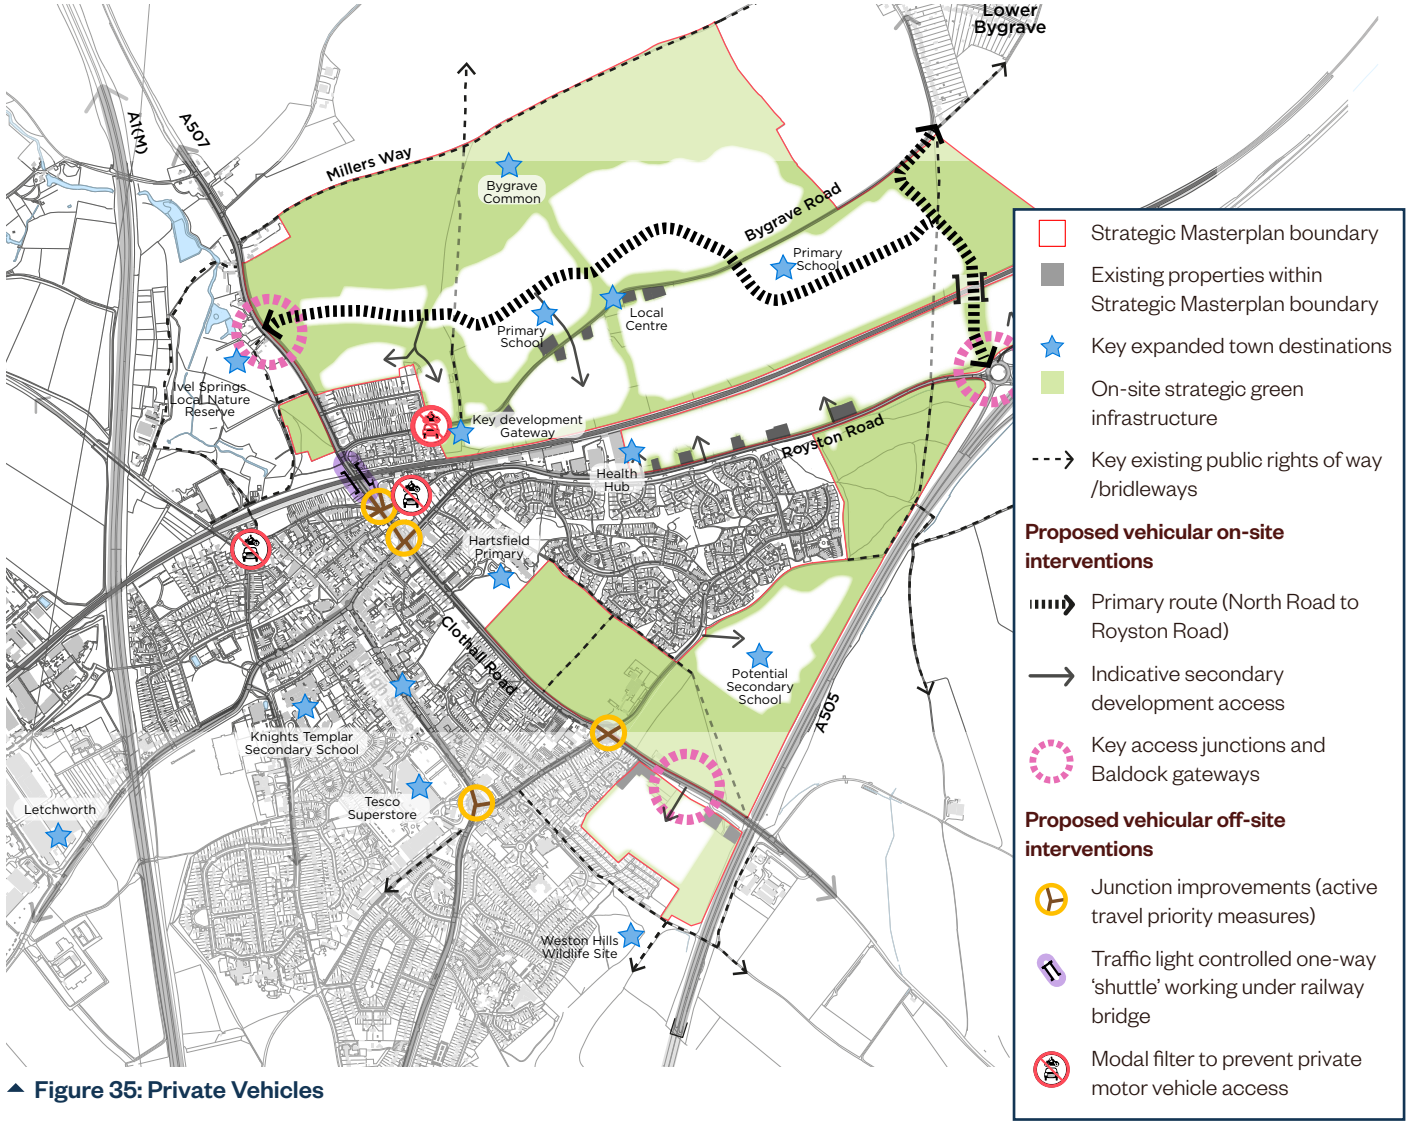 Lower
Bygrave
A1(M)
A507
Millers Way
Bygrave
Common
Bygrave Road
Primary
School
Local
Centre
Primary
School
Ivel Springs
Local Nature
Reserve
Key development
Gateway
Royston Road
Health
Hub
Hartsfield
Primary
Clothall Road
High Street
Potential
Secondary
School
A505
Knights Templar
Secondary School
Tesco
Superstore
Letchworth
Weston Hills
Wildlife Site
Strategic Masterplan boundary
Existing properties within
Strategic Masterplan boundary
Key expanded town destinations
On-site strategic green
infrastructure
Key existing public rights of way
/bridleways
Proposed vehicular on-site
interventions
Primary route (North Road to
Royston Road)
Indicative secondary
development access
Key access junctions and
Baldock gateways
Proposed vehicular off-site
interventions
Junction improvements (active
travel priority measures)
Traffic light controlled one-way
‘shuttle’ working under railway
bridge
Modal filter to prevent private
motor vehicle access
Figure 35: Private Vehicles